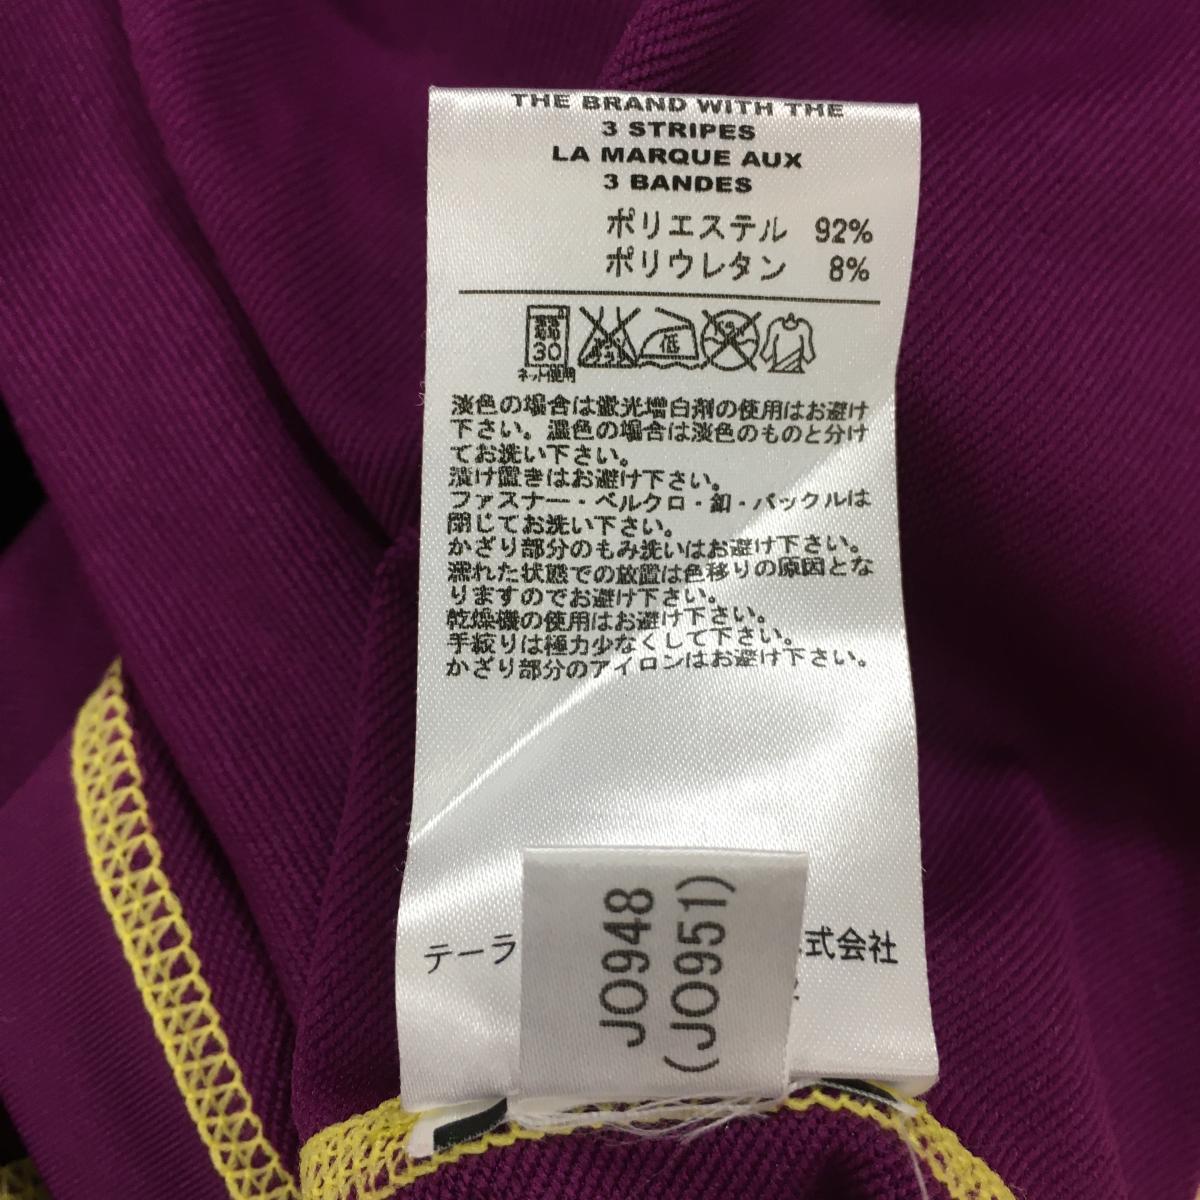 THE BRAND WITH THE
3 STRIPES
LA MARQUE AUX
3 BANDES
ポリエステル 92%
ポリウレタン 8%
30
ネット使用
低
淡色の場合は蛍光増白剤の使用はお避け
下さい。濃色の場合は淡色のものと分け
てお洗い下さい。
漬け置きはお避け下さい。
ファスナー・ベルクロ・釦・バックルは
閉じてお洗い下さい。
かざり部分のもみ洗いはお避け下さい。
濡れた状態での放置は色移りの原因とな
りますのでお避け下さい。
乾燥機の使用はお避け下さい。
手絞りは極力少なくして下さい。
かざり部分のアイロンはお避け下さい。
テーラ
式会社
JO948
(JO951)